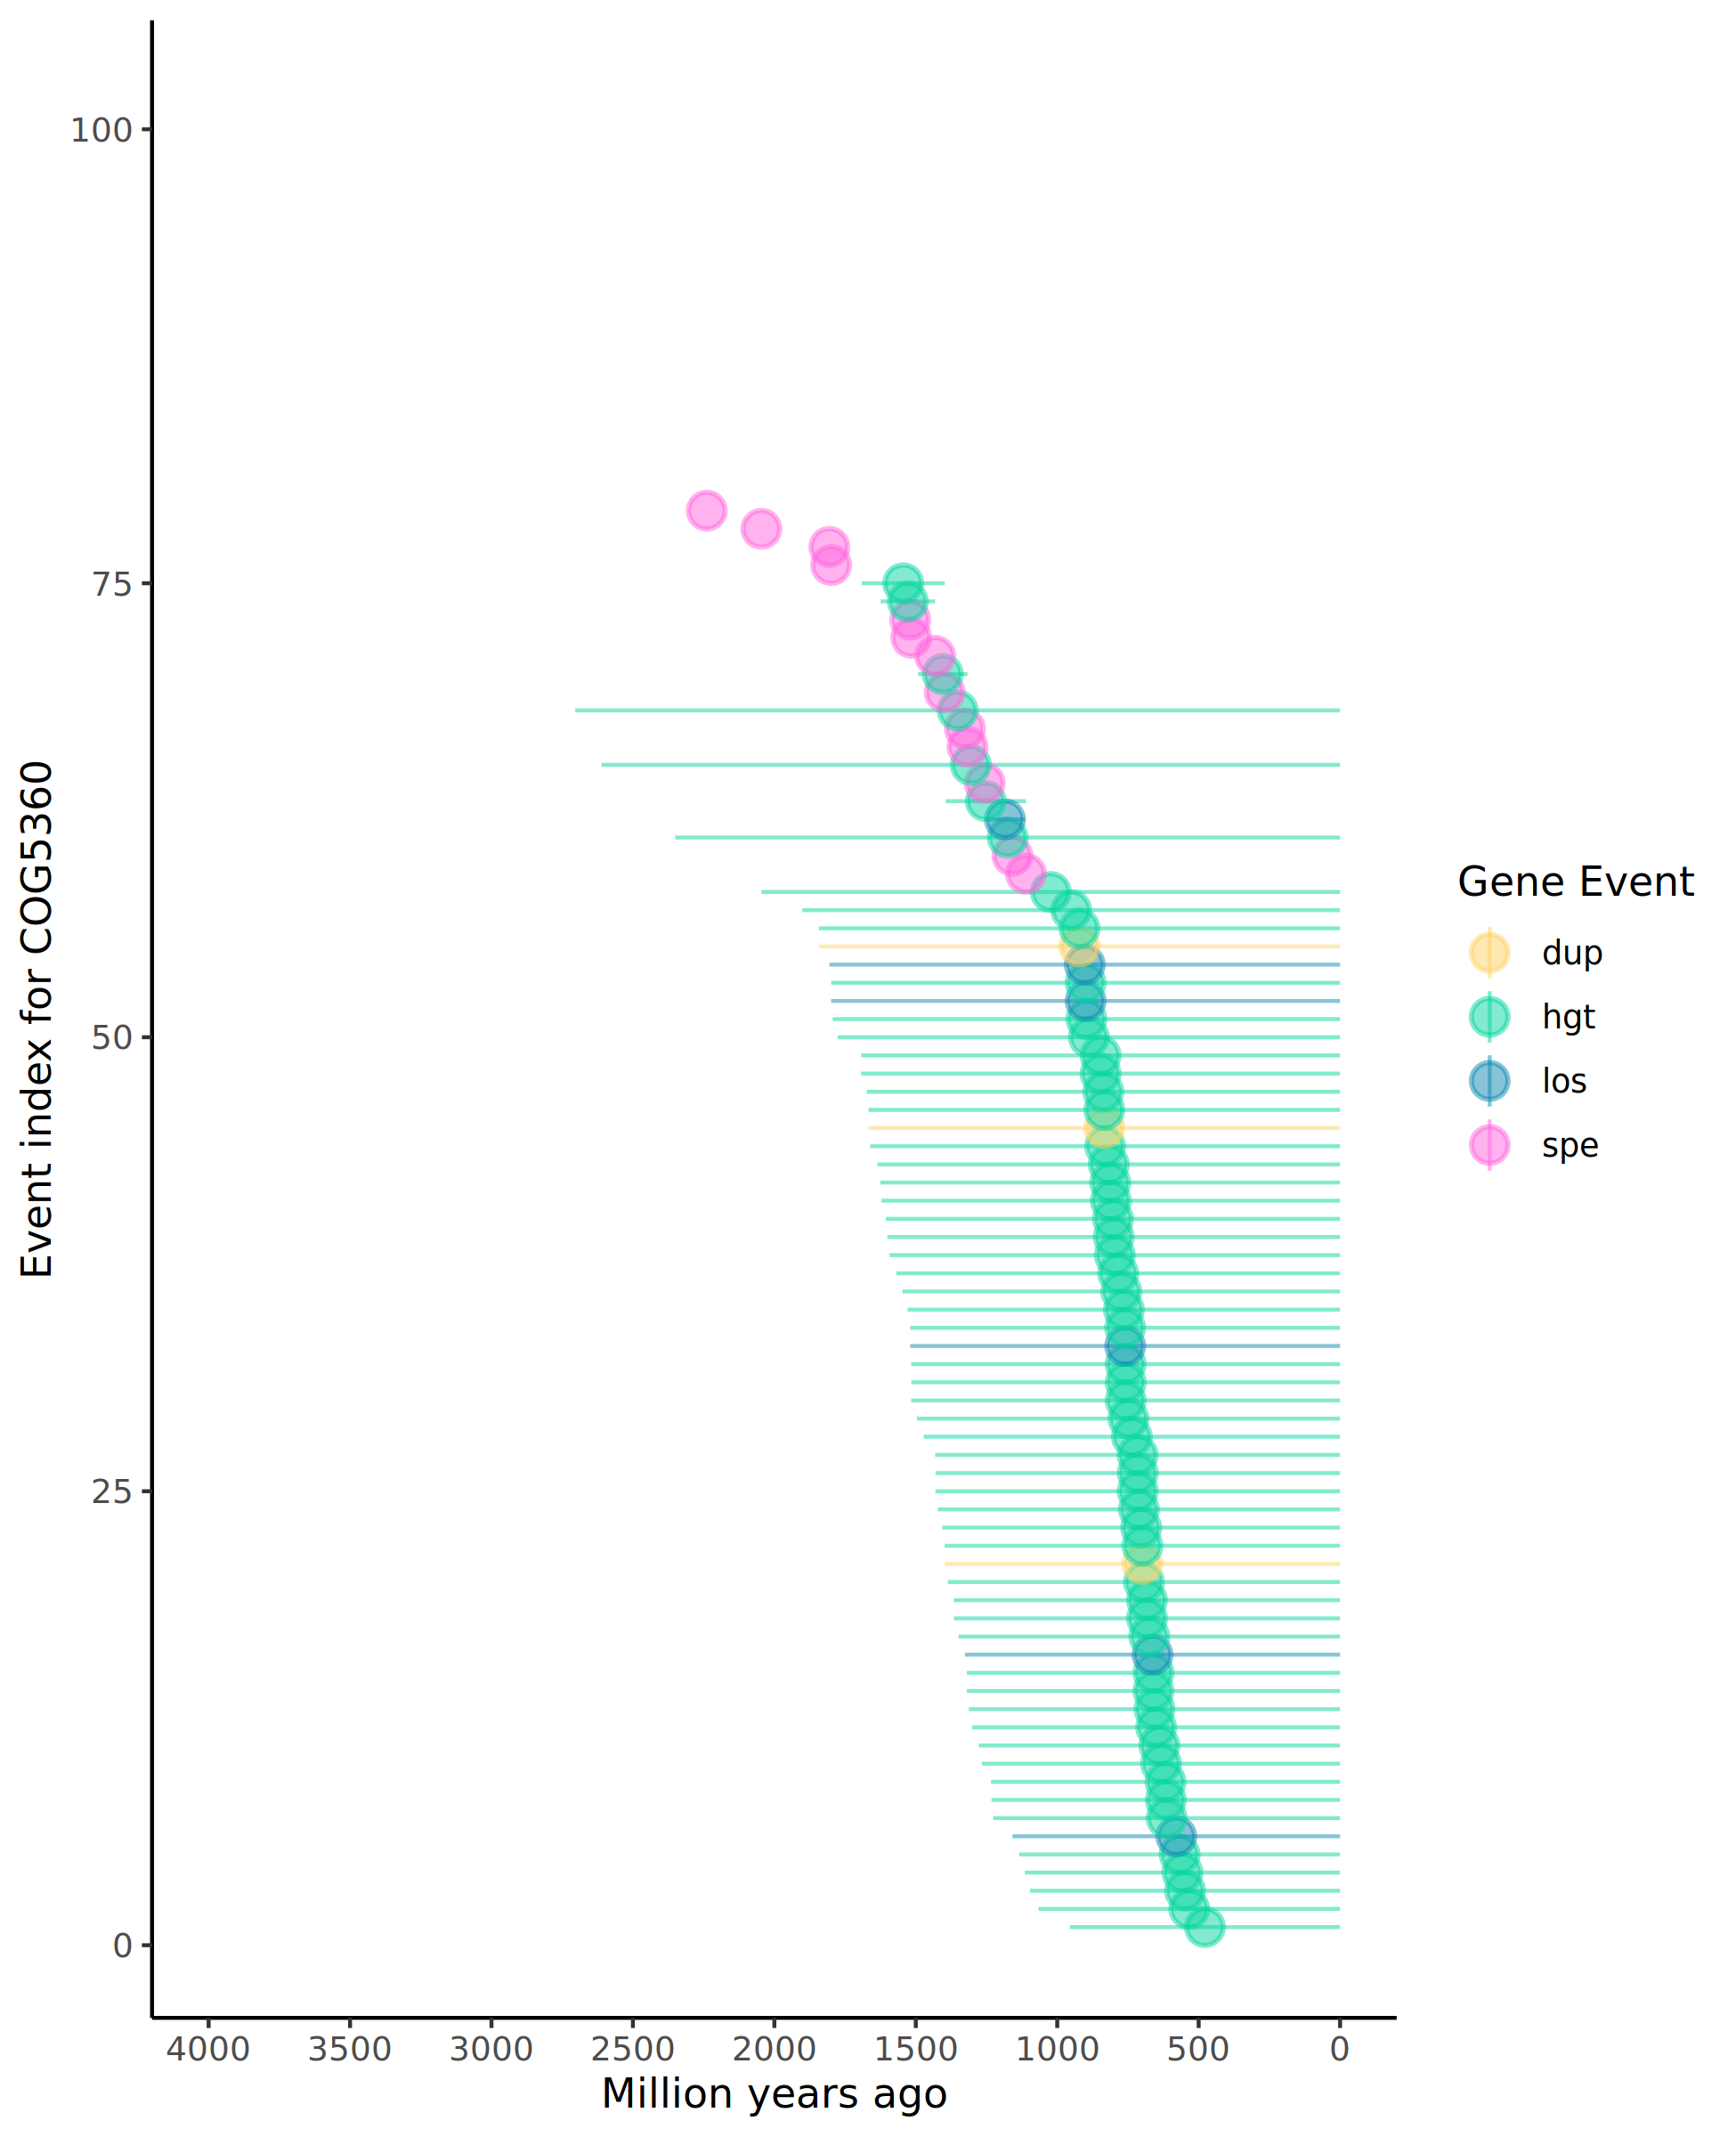 100
75
50
25
0
Event index for COG5360
4000 3500 3000 2500 2000 1500 1000 500 0
Million years ago
Gene Event
dup
hgt
los
spe